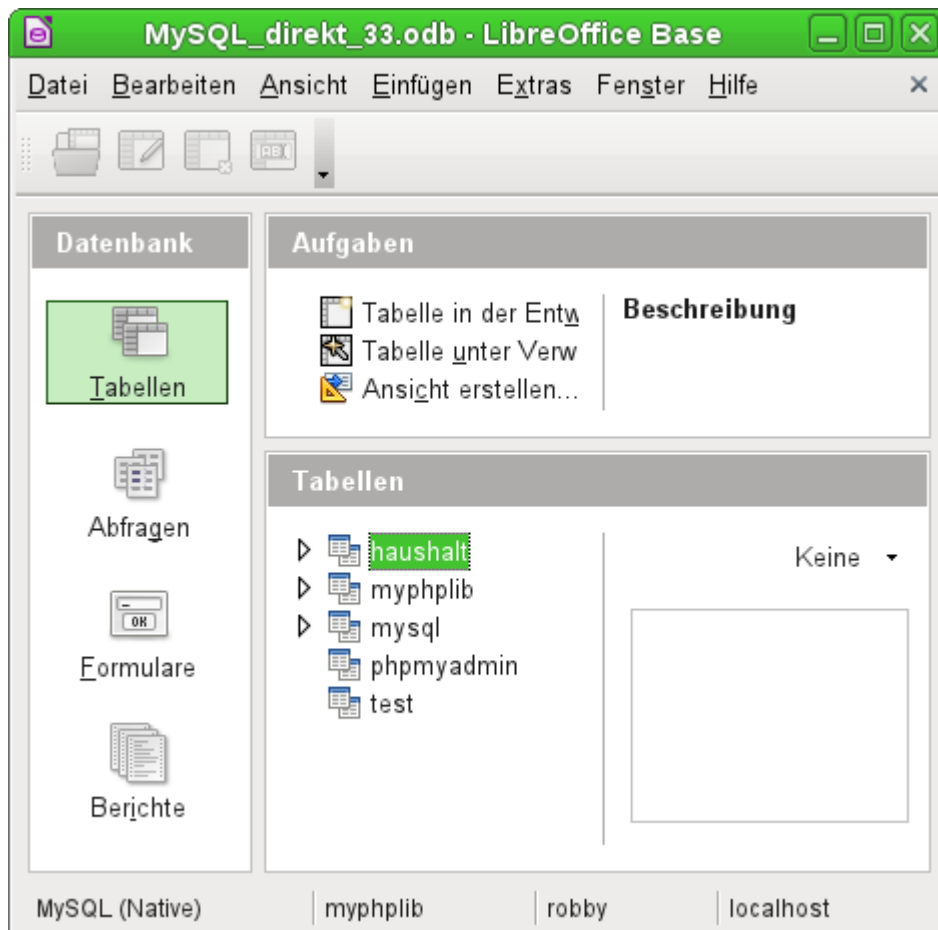 MySQL_direkt_33.odb - LibreOffice Base
Datei Bearbeiten Ansicht Einfügen Extras Fenster Hilfe
Datenbank
Tabellen
Abfragen
Formulare
Berichte
Aufgaben
Tabelle in der Entw
Tabelle unter Verw
Ansicht erstellen...
Beschreibung
Tabellen
haushalt
myphplib
mysql
phpmyadmin
test
Keine
MySQL (Native) myphplib robby localhost